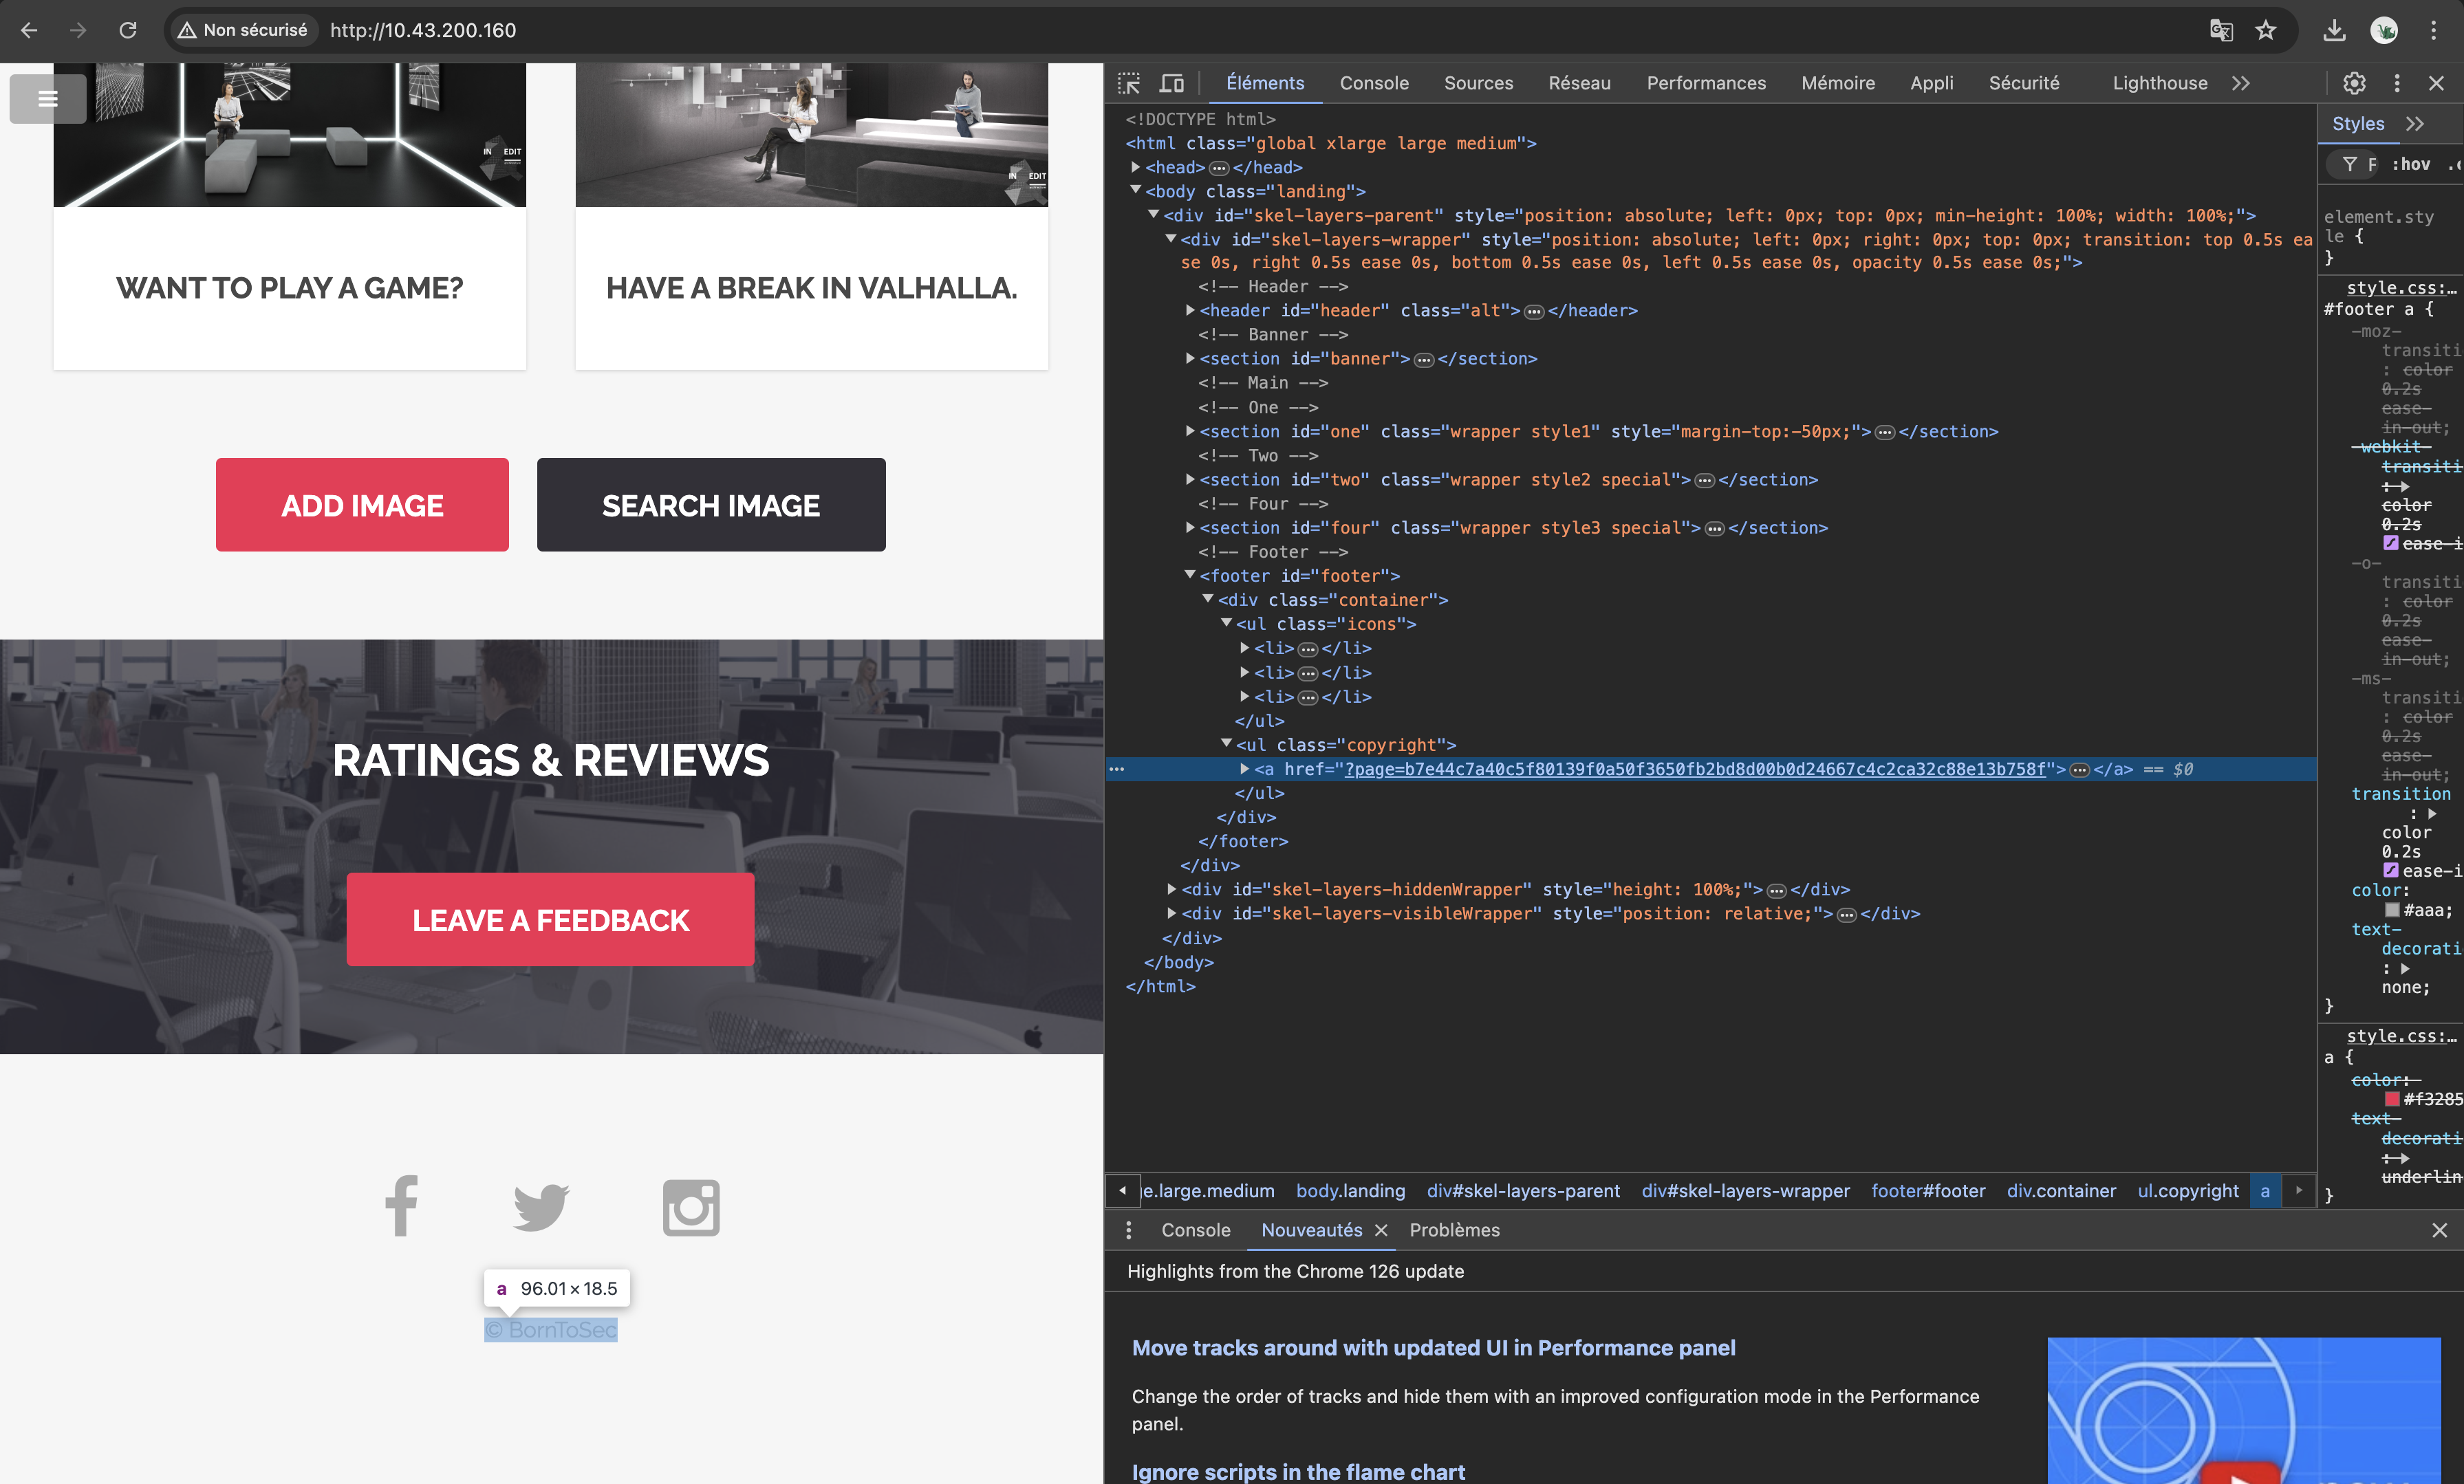 Non sécurisé
http://10.43.200.160
IN EDIT
IN EDIT
WANT TO PLAY A GAME?
HAVE A BREAK IN VALHALLA.
ADD IMAGE
SEARCH IMAGE
RATINGS & REVIEWS
LEAVE A FEEDBACK
a 96.01×18.5
© BornToSec
Éléments Console Sources Réseau Performances Mémoire Appli Sécurité Lighthouse
<!DOCTYPE html>
<html class="global xlarge large medium">
<head> </head>
<body class="landing">
<div id="skel-layers-parent" style="position: absolute; left: 0px; top: 0px; min-height: 100%; width: 100%;">
<div id="skel-layers-wrapper" style="position: absolute; left: 0px; right: 0px; top: 0px; transition: top 0.5s ea
se 0s, right 0.5s ease 0s, bottom 0.5s ease 0s, left 0.5s ease 0s, opacity 0.5s ease 0s;">
<!-- Header -->
<header id="header" class="alt"> </header>
<!-- Banner -->
<section id="banner"> </section>
<!-- Main -->
<!-- One -->
<section id="one" class="wrapper style1" style="margin-top:-50px;"> </section>
<!-- Two -->
<section id="two" class="wrapper style2 special"> </section>
<!-- Four -->
<section id="four" class="wrapper style3 special"> </section>
<!-- Footer -->
<footer id="footer">
<div class="container">
<ul class="icons">
<li> </li>
<li> </li>
<li> </li>
</ul>
<ul class="copyright">
<a href="?page=b7e44c7a40c5f80139f0a50f3650fb2bd8d00b0d24667c4c2ca32c88e13b758f"> </a> == $0
</ul>
</div>
</footer>
</div>
<div id="skel-layers-hiddenWrapper" style="height: 100%;"> </div>
<div id="skel-layers-visibleWrapper" style="position: relative;"> </div>
</div>
</body>
</html>
e.large.medium body.landing div#skel-layers-parent div#skel-layers-wrapper footer#footer div.container ul.copyright a
Styles
F :hov .c
element.sty
le {
}
style.css:…
#footer a {
-moz-
transiti
: color
0.2s
ease-
in-out;
-webkit-
transiti
:
color
0.2s
ease-i
-o-
transiti
: color
0.2s
ease-
in-out;
-ms-
transiti
: color
0.2s
ease-
in-out;
transition
:
color
0.2s
ease-i
color:
#aaa;
text-
decorati
:
none;
}
style.css:…
a {
color:
#f3285
text-
decorati
:
underlin
}
Console Nouveautés Problèmes
Highlights from the Chrome 126 update
Move tracks around with updated UI in Performance panel
Change the order of tracks and hide them with an improved configuration mode in the Performance
panel.
Ignore scripts in the flame chart